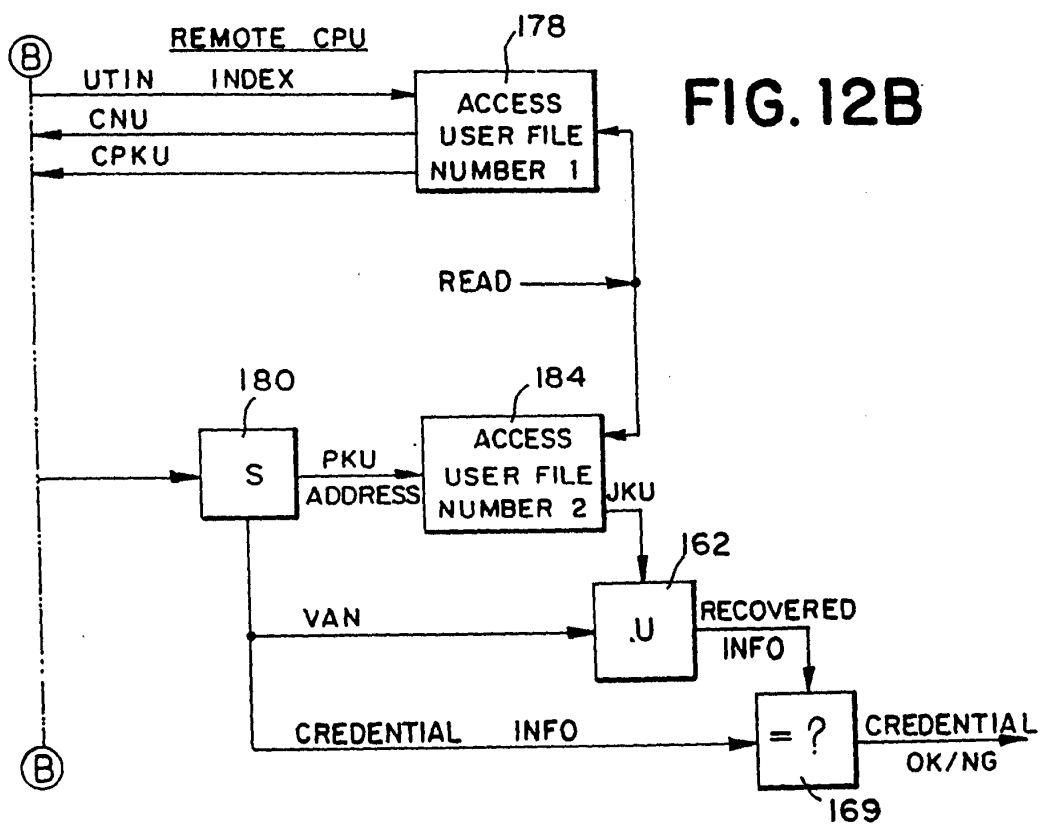 B
REMOTE CPU
178
FIG. 12B
UTIN INDEX
CNU
CPKU
ACCESS
USER FILE
NUMBER 1
READ
180
184
S
PKU
ADDRESS
ACCESS
USER FILE
NUMBER 2
JKU
162
VAN
.U
RECOVERED
INFO
CREDENTIAL INFO
= ?
CREDENTIAL
OK/NG
B
169